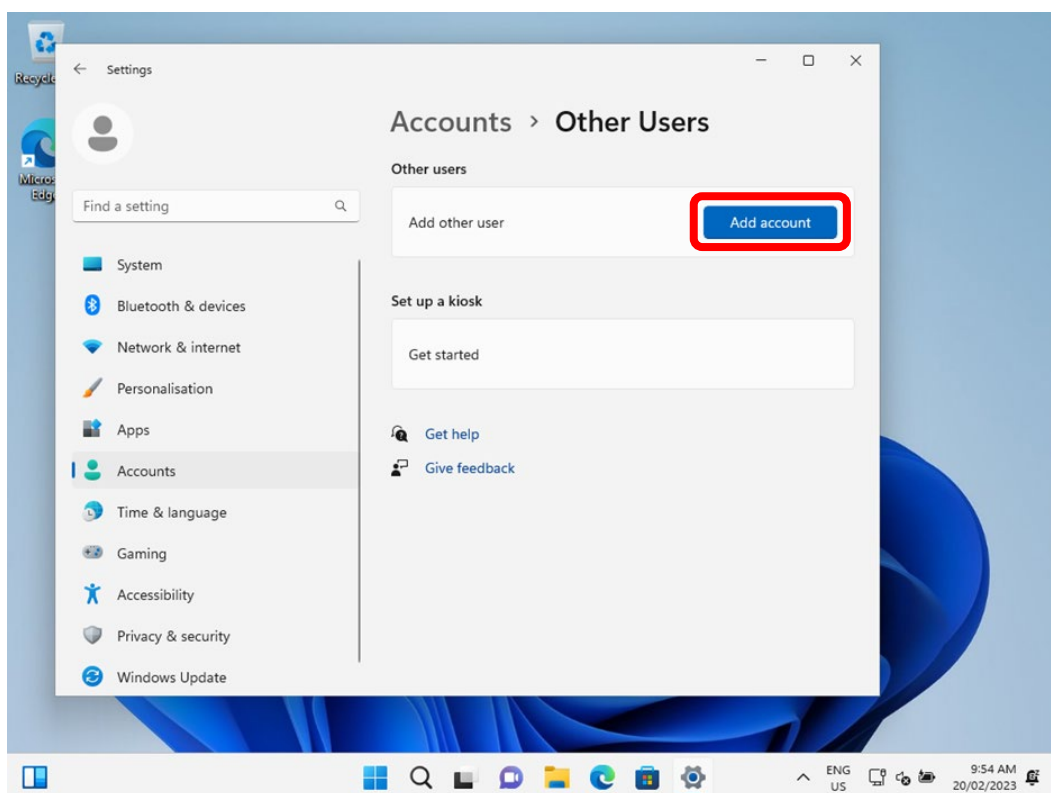 Recycle
Micros
Edge
Settings
Find a setting
System
Bluetooth & devices
Network & internet
Personalisation
Apps
Accounts
Time & language
Gaming
Accessibility
Privacy & security
Windows Update
Accounts > Other Users
Other users
Add other user
Add account
Set up a kiosk
Get started
Get help
Give feedback
ENG
US
9:54 AM
20/02/2023